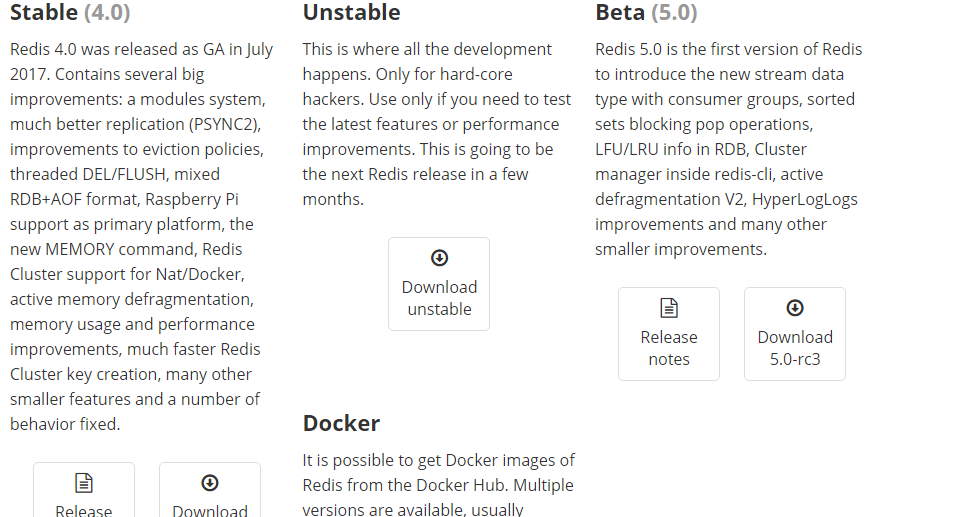 Stable (4.0)
Redis 4.0 was released as GA in July
2017. Contains several big
improvements: a modules system,
much better replication (PSYNC2),
improvements to eviction policies,
threaded DEL/FLUSH, mixed
RDB+AOF format, Raspberry Pi
support as primary platform, the
new MEMORY command, Redis
Cluster support for Nat/Docker,
active memory defragmentation,
memory usage and performance
improvements, much faster Redis
Cluster key creation, many other
smaller features and a number of
behavior fixed.
Release
Download
Unstable
This is where all the development
happens. Only for hard-core
hackers. Use only if you need to test
the latest features or performance
improvements. This is going to be
the next Redis release in a few
months.
Download
unstable
Docker
It is possible to get Docker images of
Redis from the Docker Hub. Multiple
versions are available, usually
Beta (5.0)
Redis 5.0 is the first version of Redis
to introduce the new stream data
type with consumer groups, sorted
sets blocking pop operations,
LFU/LRU info in RDB, Cluster
manager inside redis-cli, active
defragmentation V2, HyperLogLogs
improvements and many other
smaller improvements.
Release
notes
Download
5.0-rc3